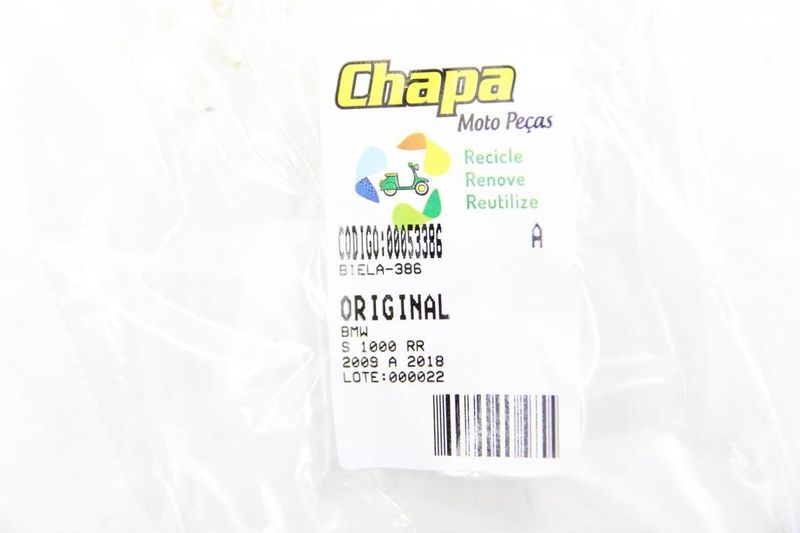 Chapa
Moto Peças
Recicle
Renove
Reutilize
CODIGO:00053386 A
BIELA-386
ORIGINAL
BMW
S 1000 RR
2009 A 2018
LOTE:000022